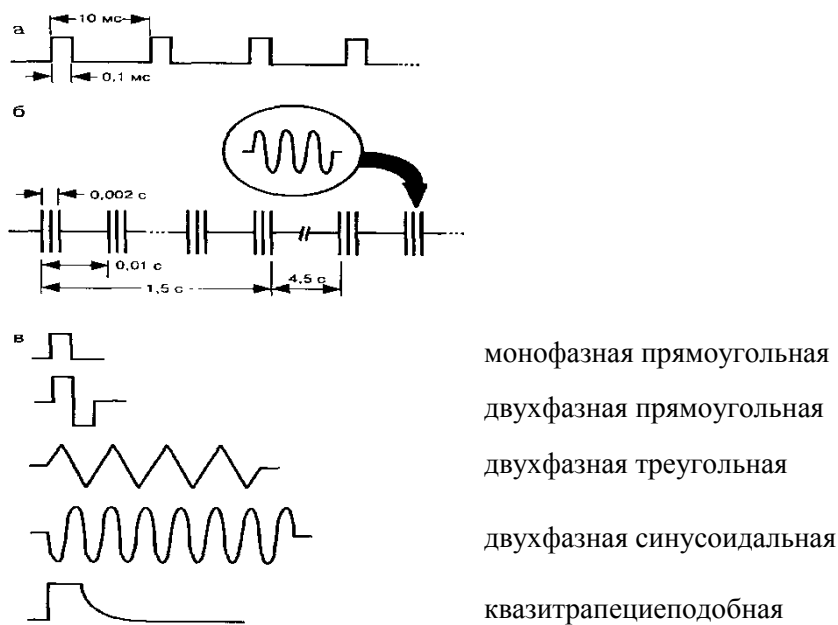 а
10 мс
0,1 мс
б
0,002 с
0,01 с
1,5 с
4,5 с
в
монофазная прямоугольная
двухфазная прямоугольная
двухфазная треугольная
двухфазная синусоидальная
квазитрапециеподобная